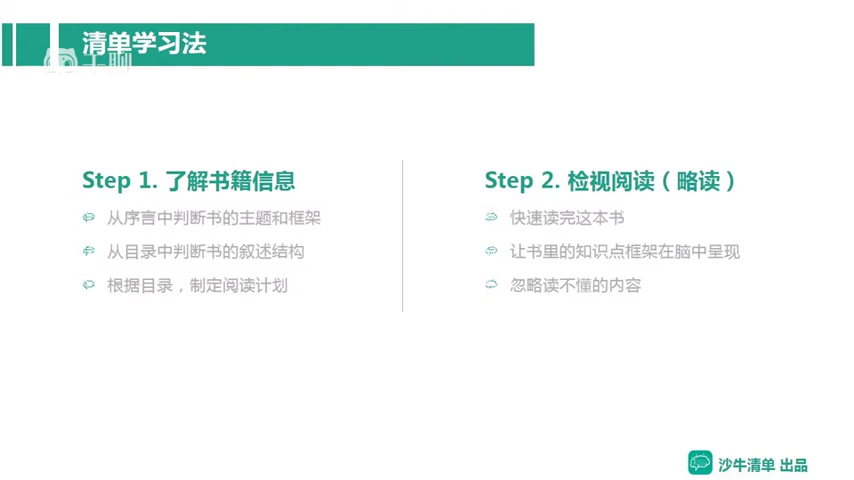 清单学习法
千聊
Step 1. 了解书籍信息
从序言中判断书的主题和框架
从目录中判断书的叙述结构
根据目录，制定阅读计划
Step 2. 检视阅读（略读）
快速读完这本书
让书里的知识点框架在脑中呈现
忽略读不懂的内容
沙牛清单 出品